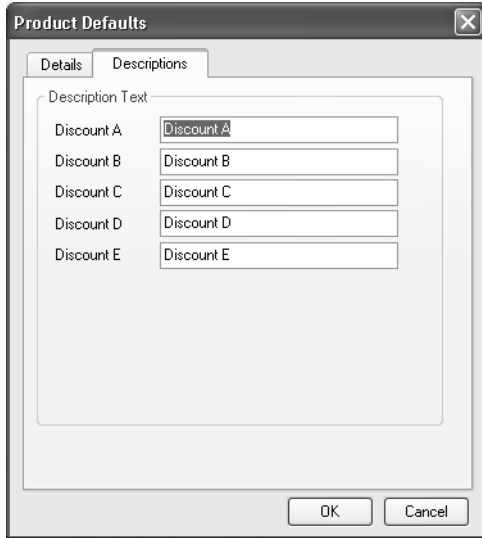 Product Defaults
Details Descriptions
Description Text
Discount A Discount A
Discount B Discount B
Discount C Discount C
Discount D Discount D
Discount E Discount E
OK Cancel